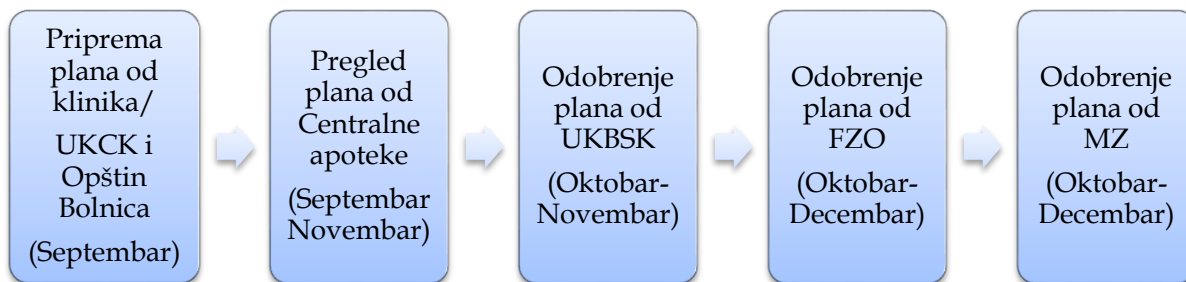 Priprema
plana od
klinika/
UKCK i
Opštin
Bolnica
(Septembar)
Pregled
plana od
Centralne
apoteke
(Septembar
Novembar)
Odobrenje
plana od
UKBSK
(Oktobar-
Novembar)
Odobrenje
plana od
FZO
(Oktobar-
Decembar)
Odobrenje
plana od
MZ
(Oktobar-
Decembar)